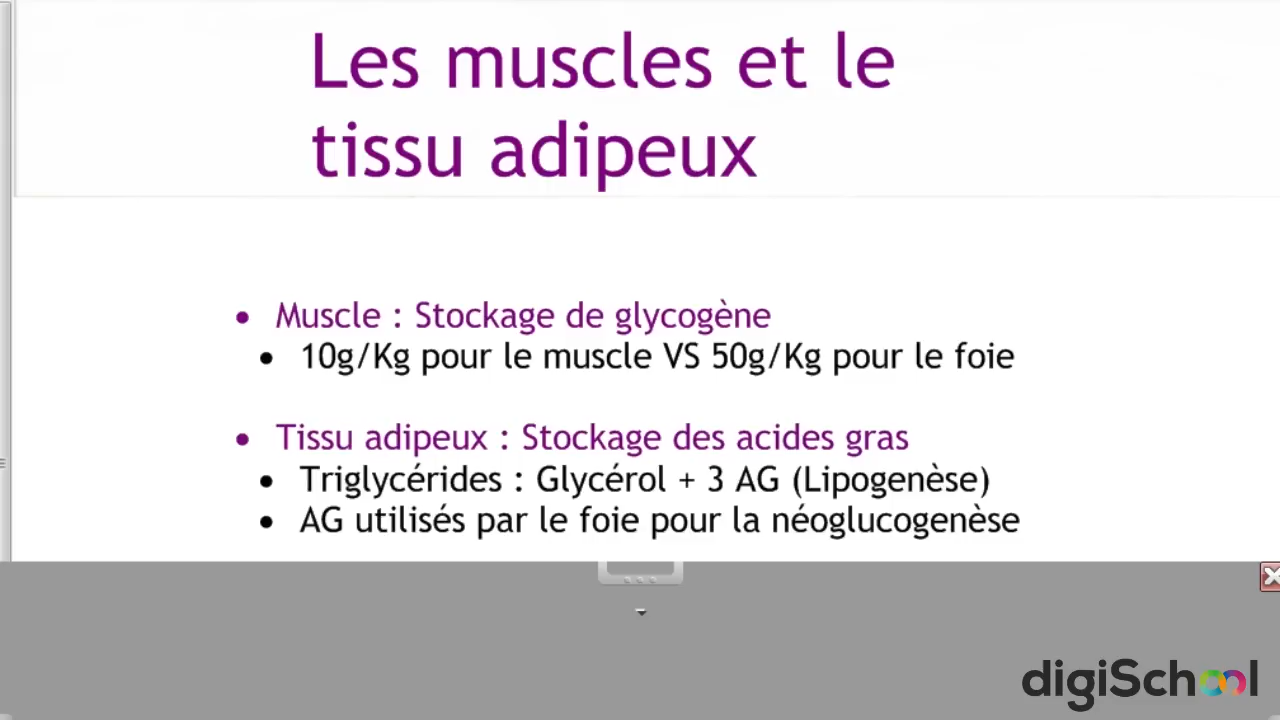 Les muscles et le
tissu adipeux
• Muscle : Stockage de glycogène
• 10g/Kg pour le muscle VS 50g/Kg pour le foie
• Tissu adipeux : Stockage des acides gras
• Triglycérides : Glycérol + 3 AG (Lipogenèse)
• AG utilisés par le foie pour la néoglucogenèse
digiSchool